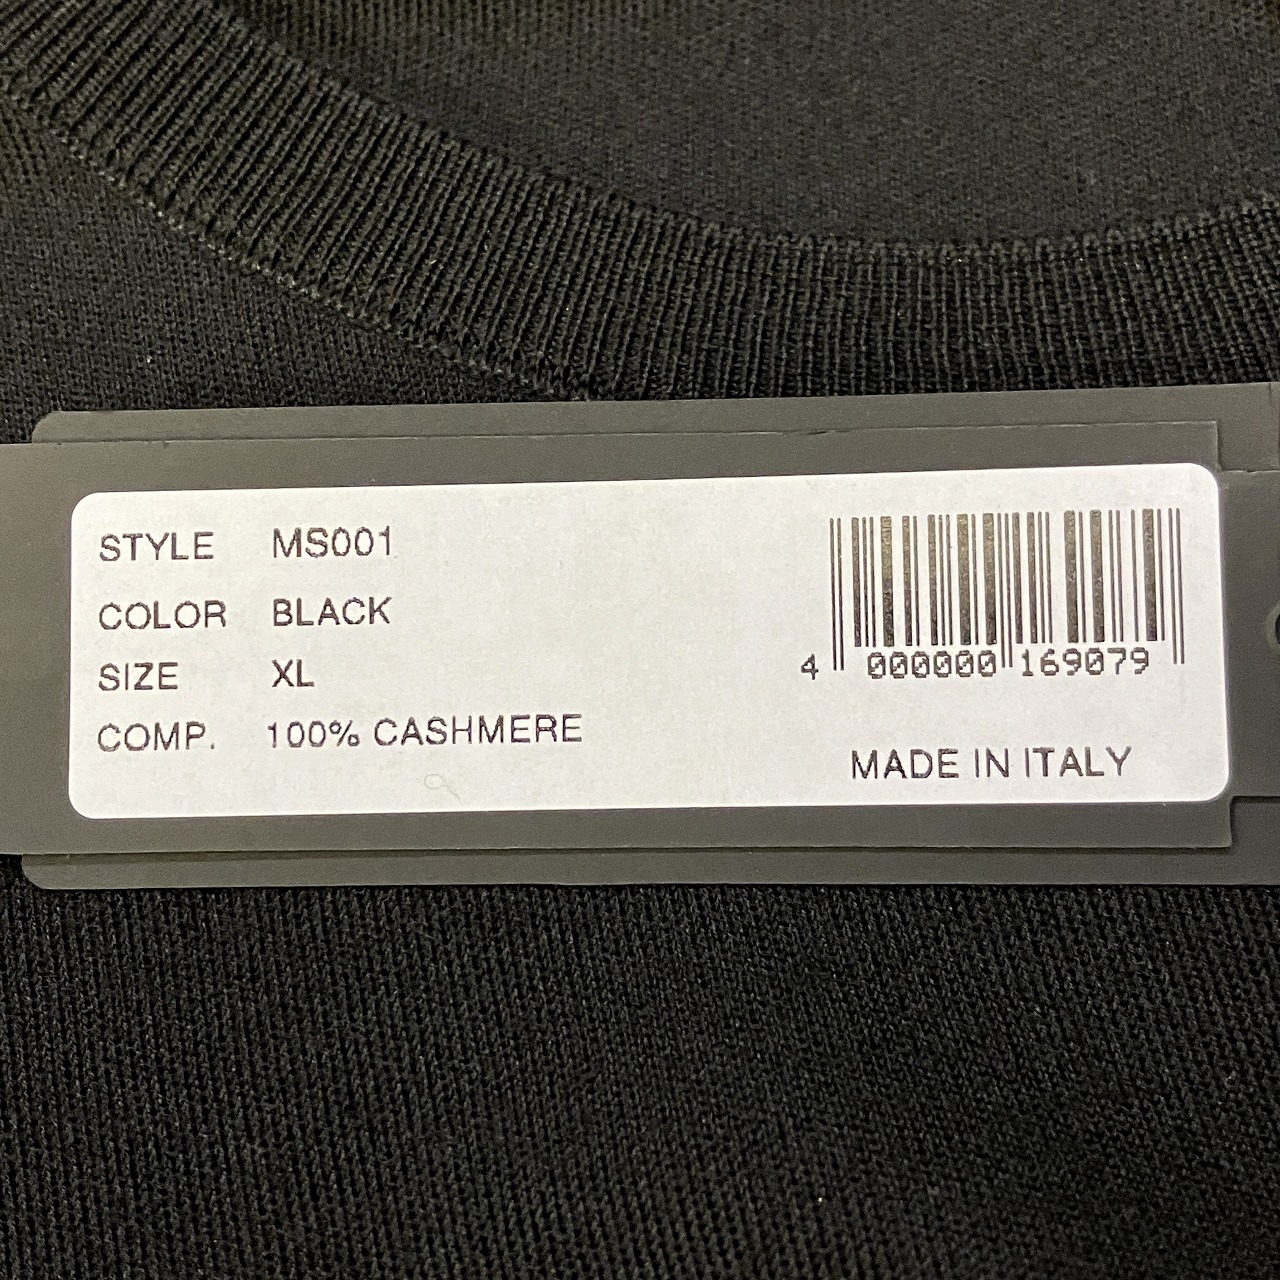 STYLE MS001
COLOR BLACK
SIZE XL
COMP. 100% CASHMERE
4 000000 169079
MADE IN ITALY